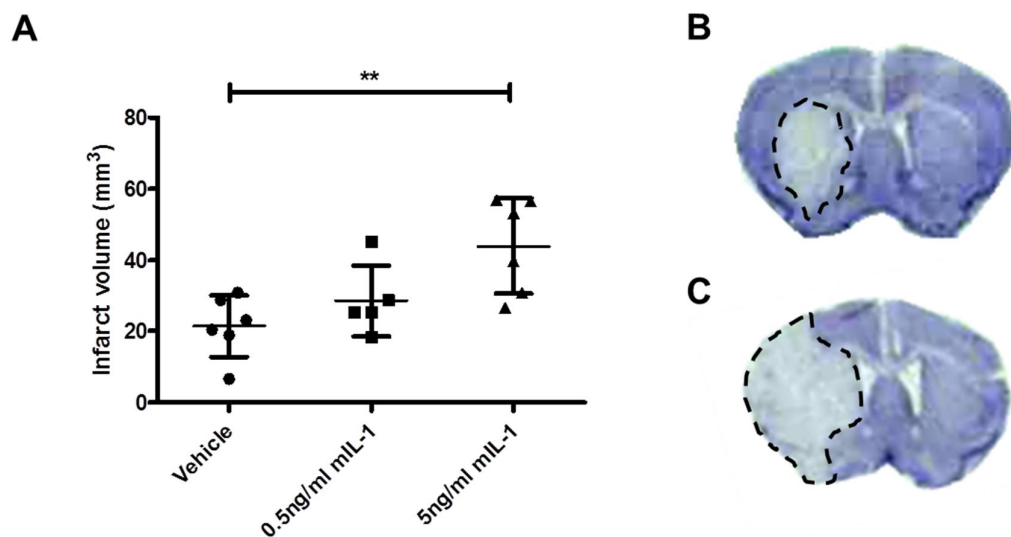 A
**
Infarct volume (mm³)
80
60
40
20
0
Vehicle
0.5ng/ml mIL-1
5ng/ml mIL-1
B
C